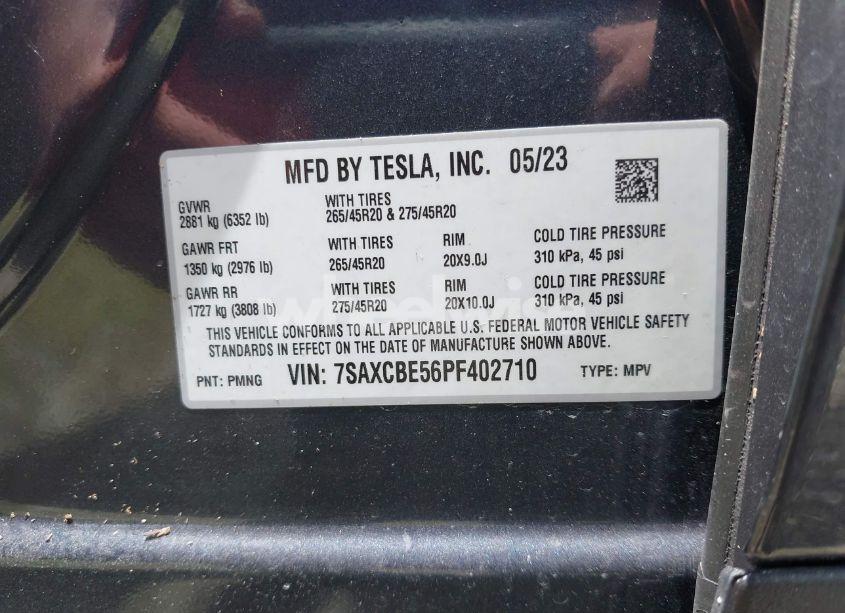 MFD BY TESLA, INC. 05/23
GVWR
2881 kg (6352 lb)
WITH TIRES
265/45R20 & 275/45R20
GAWR FRT
1350 kg (2976 lb)
WITH TIRES
265/45R20
RIM
20X9.0J
COLD TIRE PRESSURE
310 kPa, 45 psi
GAWR RR
1727 kg (3808 lb)
WITH TIRES
275/45R20
RIM
20X10.0J
COLD TIRE PRESSURE
310 kPa, 45 psi
THIS VEHICLE CONFORMS TO ALL APPLICABLE U.S. FEDERAL MOTOR VEHICLE SAFETY
STANDARDS IN EFFECT ON THE DATE OF MANUFACTURE SHOWN ABOVE.
PNT: PMNG VIN: 7SAXCBE56PF402710 TYPE: MPV